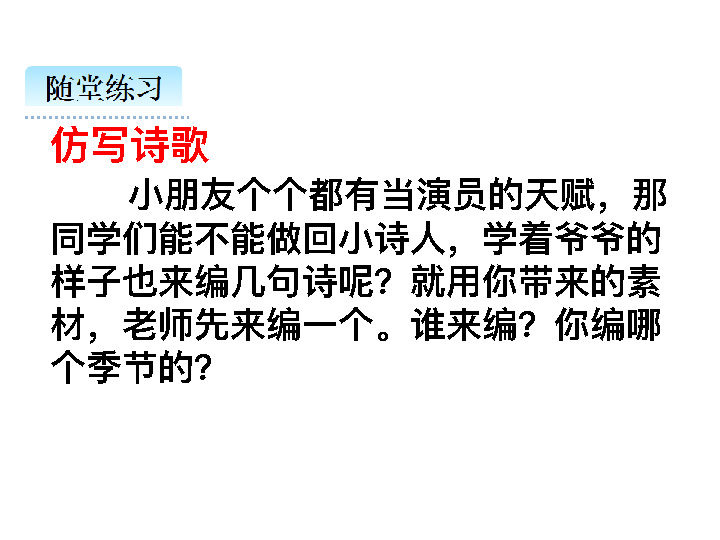 随堂练习
仿写诗歌
小朋友个个都有当演员的天赋，那
同学们能不能做回小诗人，学着爷爷的
样子也来编几句诗呢？就用你带来的素
材，老师先来编一个。谁来编？你编哪
个季节的？